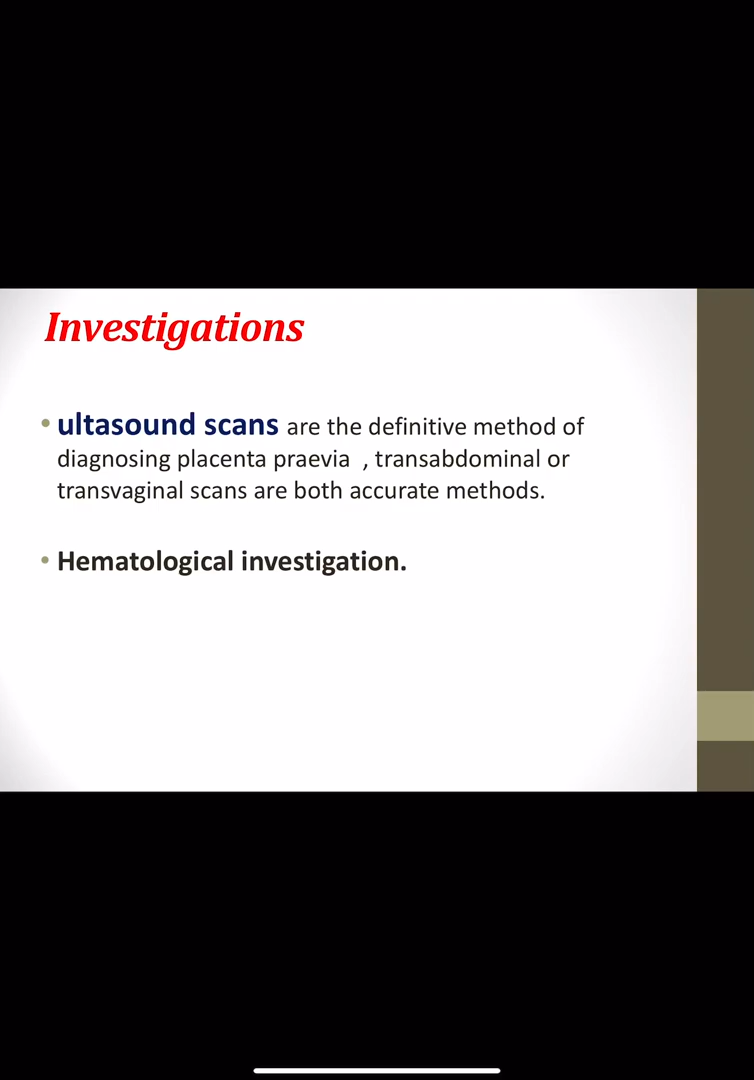 Investigations
• ultasound scans are the definitive method of
diagnosing placenta praevia , transabdominal or
transvaginal scans are both accurate methods.
• Hematological investigation.